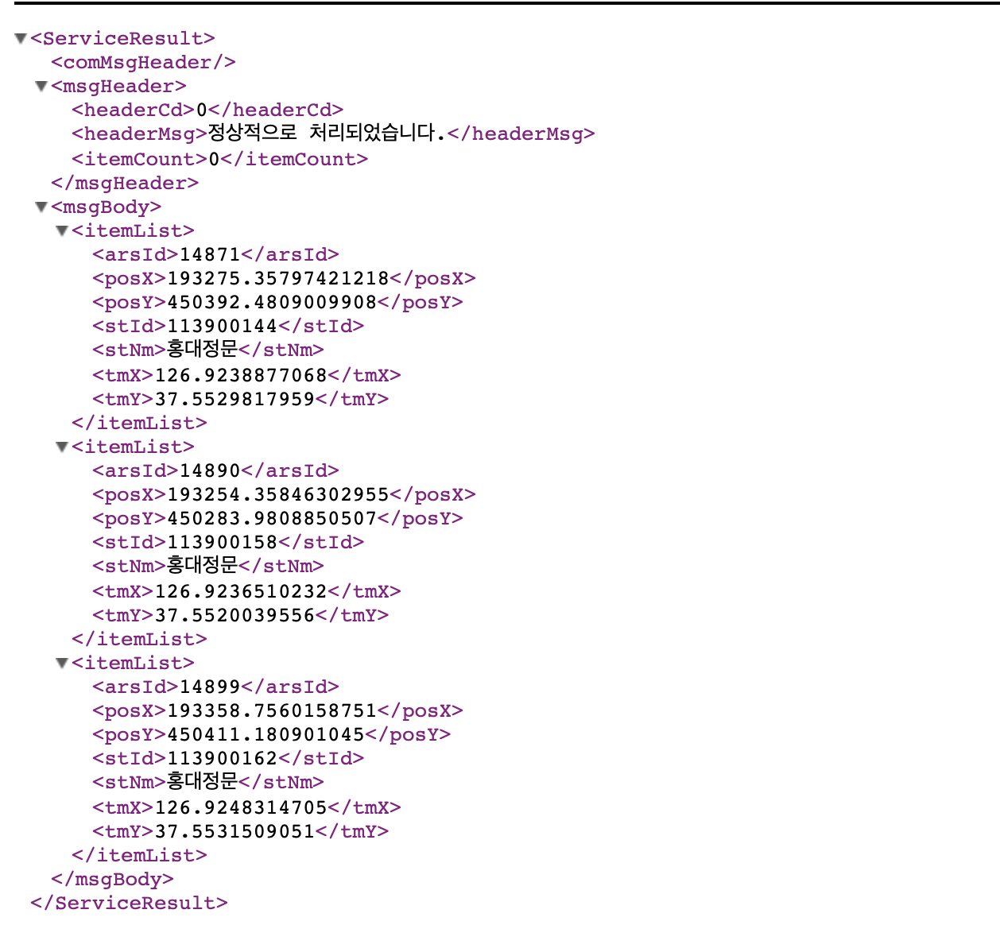 <ServiceResult>
<comMsgHeader/>
<msgHeader>
<headerCd>0</headerCd>
<headerMsg>정상적으로 처리되었습니다.</headerMsg>
<itemCount>0</itemCount>
</msgHeader>
<msgBody>
<itemList>
<arsId>14871</arsId>
<posX>193275.35797421218</posX>
<posY>450392.4809009908</posY>
<stId>113900144</stId>
<stNm>홍대정문</stNm>
<tmX>126.9238877068</tmX>
<tmY>37.5529817959</tmY>
</itemList>
<itemList>
<arsId>14890</arsId>
<posX>193254.35846302955</posX>
<posY>450283.9808850507</posY>
<stId>113900158</stId>
<stNm>홍대정문</stNm>
<tmX>126.9236510232</tmX>
<tmY>37.5520039556</tmY>
</itemList>
<itemList>
<arsId>14899</arsId>
<posX>193358.7560158751</posX>
<posY>450411.180901045</posY>
<stId>113900162</stId>
<stNm>홍대정문</stNm>
<tmX>126.9248314705</tmX>
<tmY>37.5531509051</tmY>
</itemList>
</msgBody>
</ServiceResult>